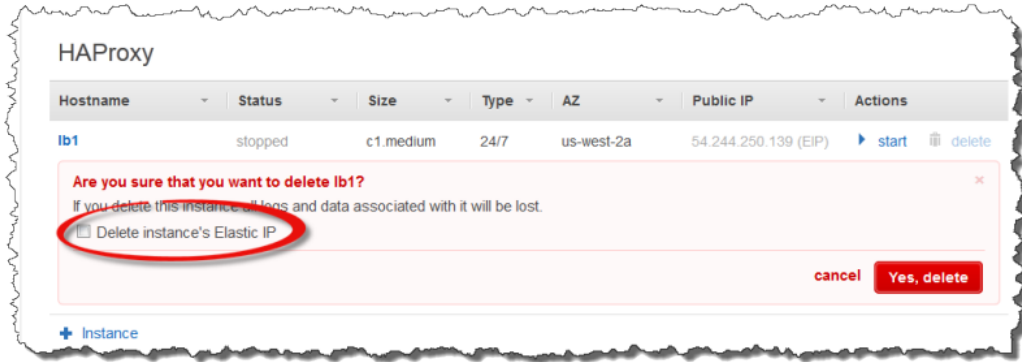 HAProxy
Hostname Status Size Type AZ Public IP Actions
lb1 stopped c1.medium 24/7 us-west-2a 54.244.250.139 (EIP) start delete
Are you sure that you want to delete lb1?
If you delete this instance all logs and data associated with it will be lost.
Delete instance's Elastic IP
cancel Yes, delete
Instance